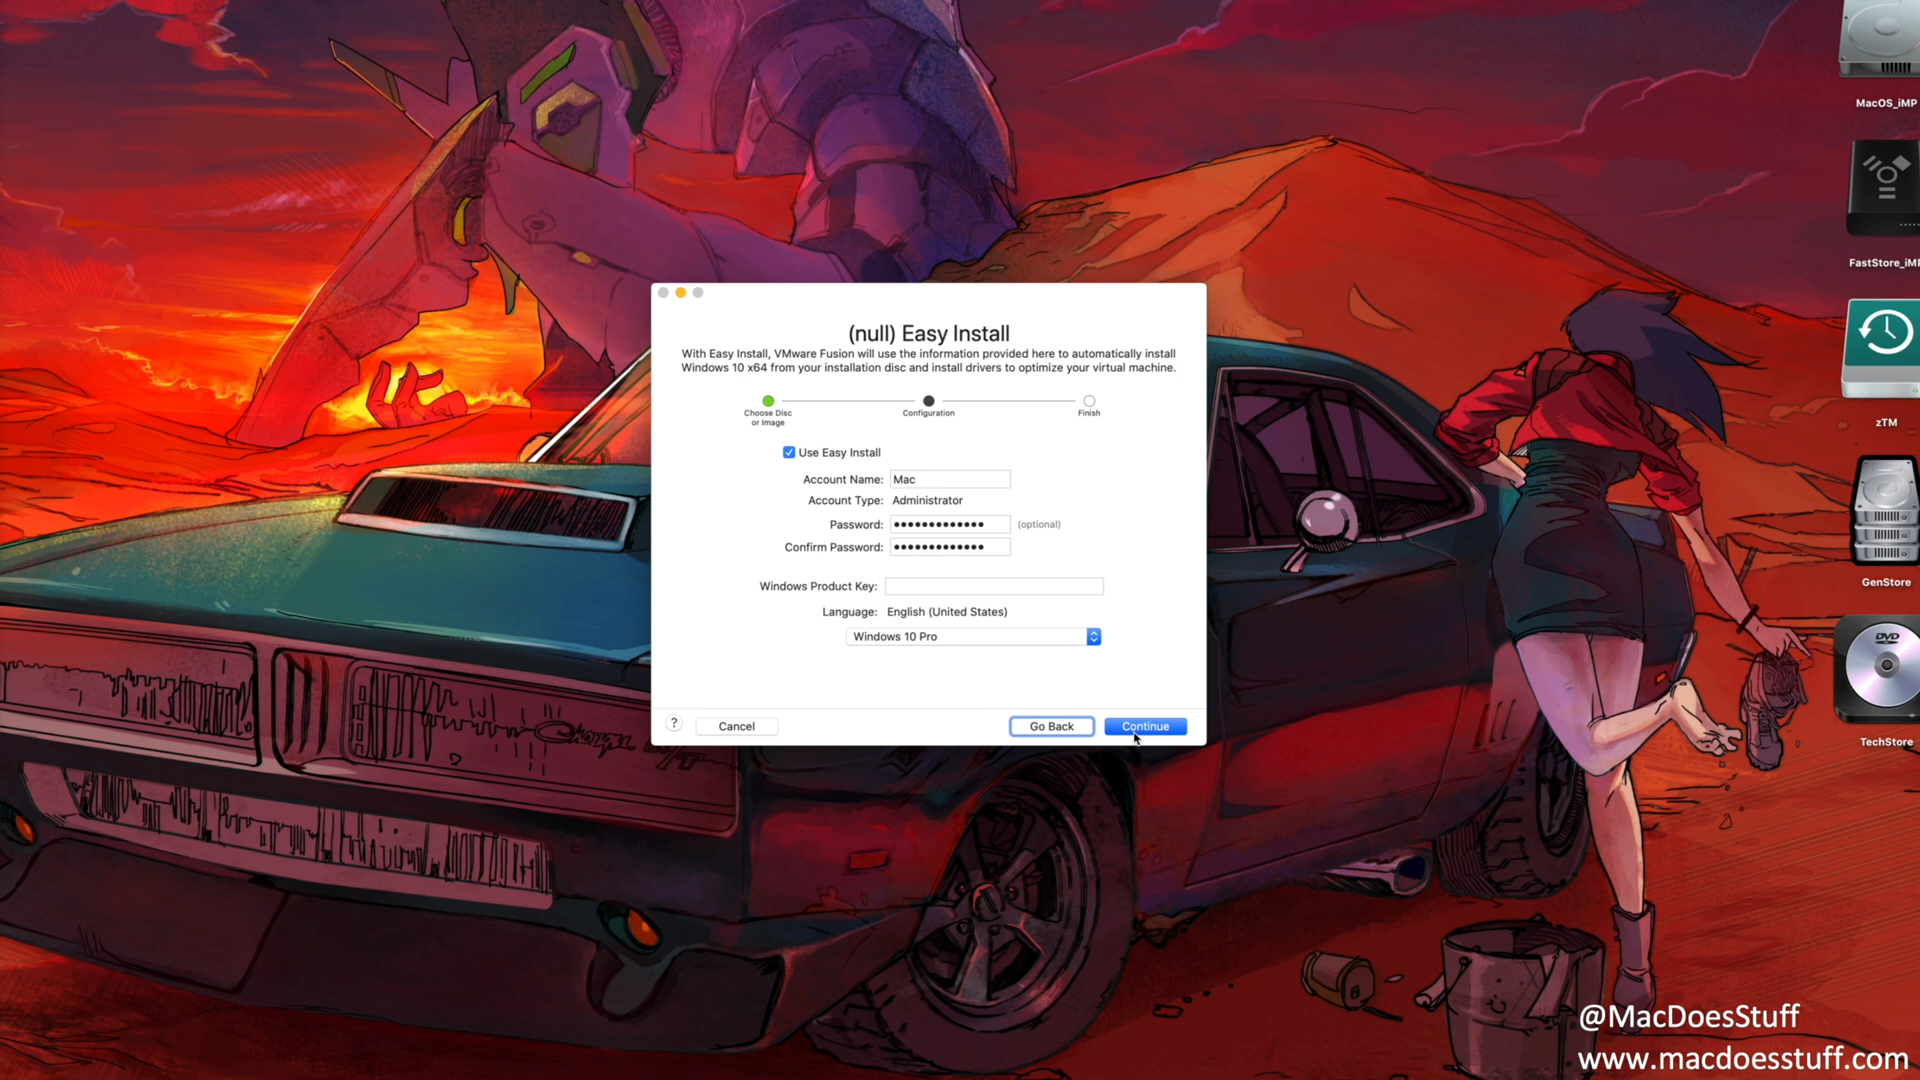 MacOS_iMP
FastStore_iMP
zTM
GenStore
DVD
TechStore
(null) Easy Install
With Easy Install, VMware Fusion will use the information provided here to automatically install
Windows 10 x64 from your installation disc and install drivers to optimize your virtual machine.
Choose Disc
or Image
Configuration
Finish
Use Easy Install
Account Name: Mac
Account Type: Administrator
Password: ●●●●●●●●●●●●● (optional)
Confirm Password: ●●●●●●●●●●●●●
Windows Product Key:
Language: English (United States)
Windows 10 Pro
? Cancel Go Back Continue
@MacDoesStuff
www.macdoesstuff.com